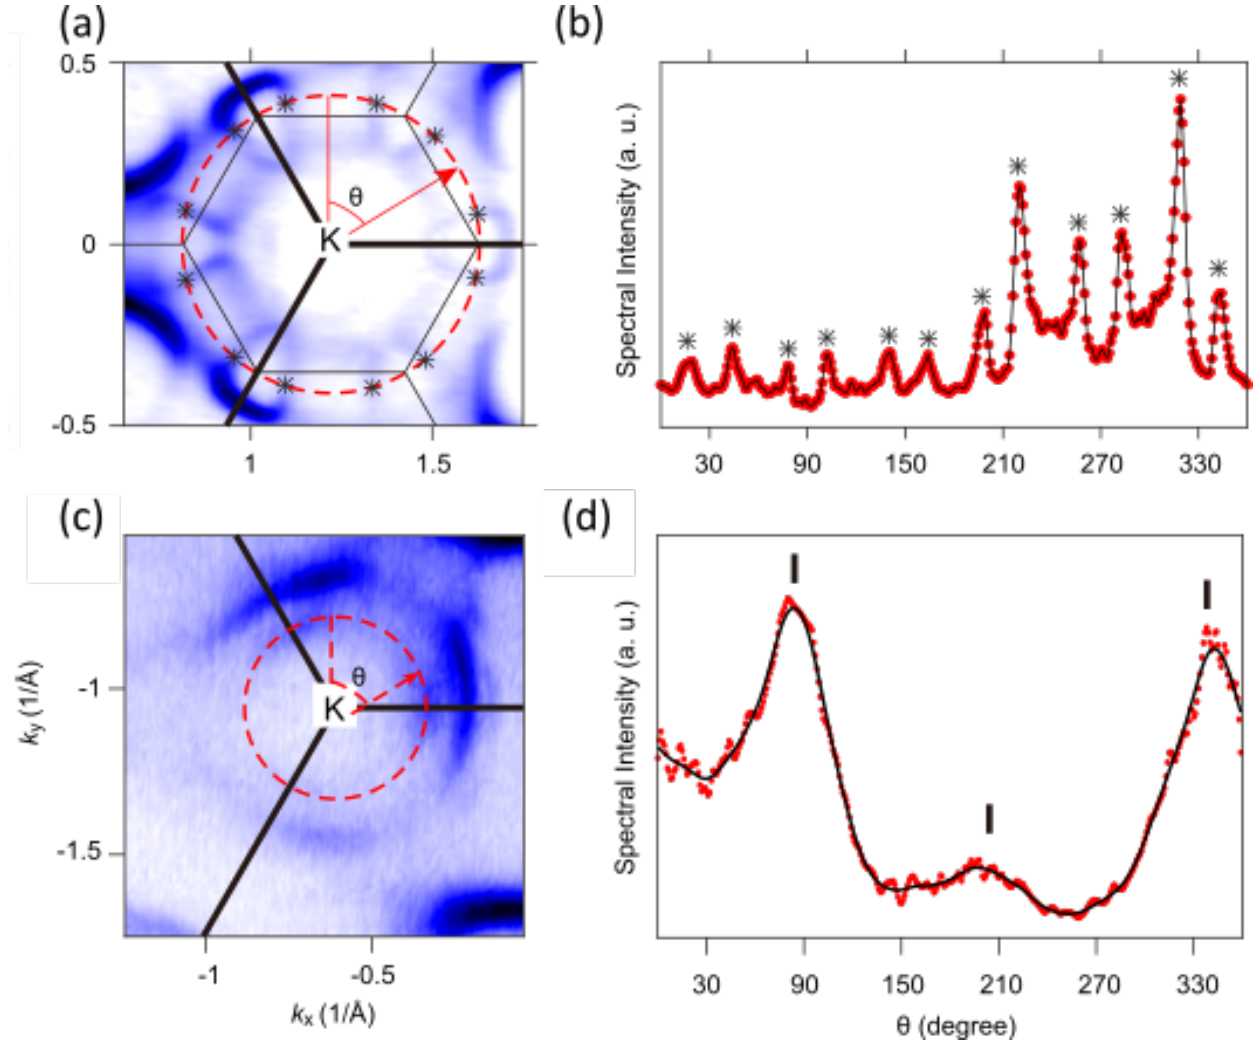 (a)
(b)
0.5
0
-0.5
1
1.5
K
θ
Spectral Intensity (a. u.)
30
90
150
210
270
330
(c)
(d)
-1
-1.5
-1
-0.5
K
θ
ky (1/Å)
kx (1/Å)
Spectral Intensity (a. u.)
30
90
150
210
270
330
θ (degree)